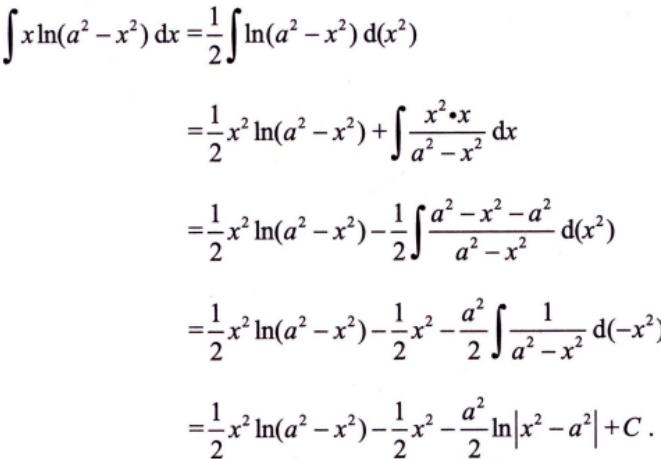 ∫x ln(a² − x²) dx = 1/2 ∫ln(a² − x²) d(x²)
= 1/2 x² ln(a² − x²) + ∫ x²•x / (a² − x²) dx
= 1/2 x² ln(a² − x²) − 1/2 ∫ (a² − x² − a²) / (a² − x²) d(x²)
= 1/2 x² ln(a² − x²) − 1/2 x² − a²/2 ∫ 1 / (a² − x²) d(−x²)
= 1/2 x² ln(a² − x²) − 1/2 x² − a²/2 ln|x² − a²| + C .